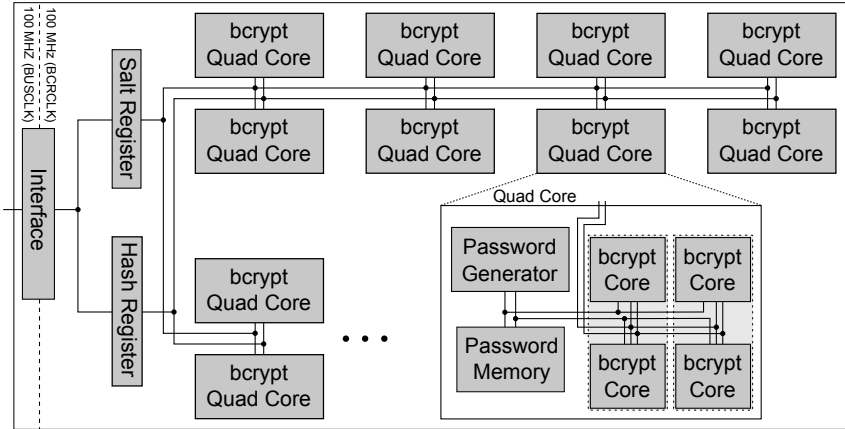 100 MHz (BCRCLK)
100 MHZ (BUSCLK)
Interface
Salt Register
Hash Register
bcrypt
Quad Core
bcrypt
Quad Core
bcrypt
Quad Core
bcrypt
Quad Core
bcrypt
Quad Core
bcrypt
Quad Core
bcrypt
Quad Core
bcrypt
Quad Core
bcrypt
Quad Core
bcrypt
Quad Core
Quad Core
Password
Generator
Password
Memory
bcrypt
Core
bcrypt
Core
bcrypt
Core
bcrypt
Core